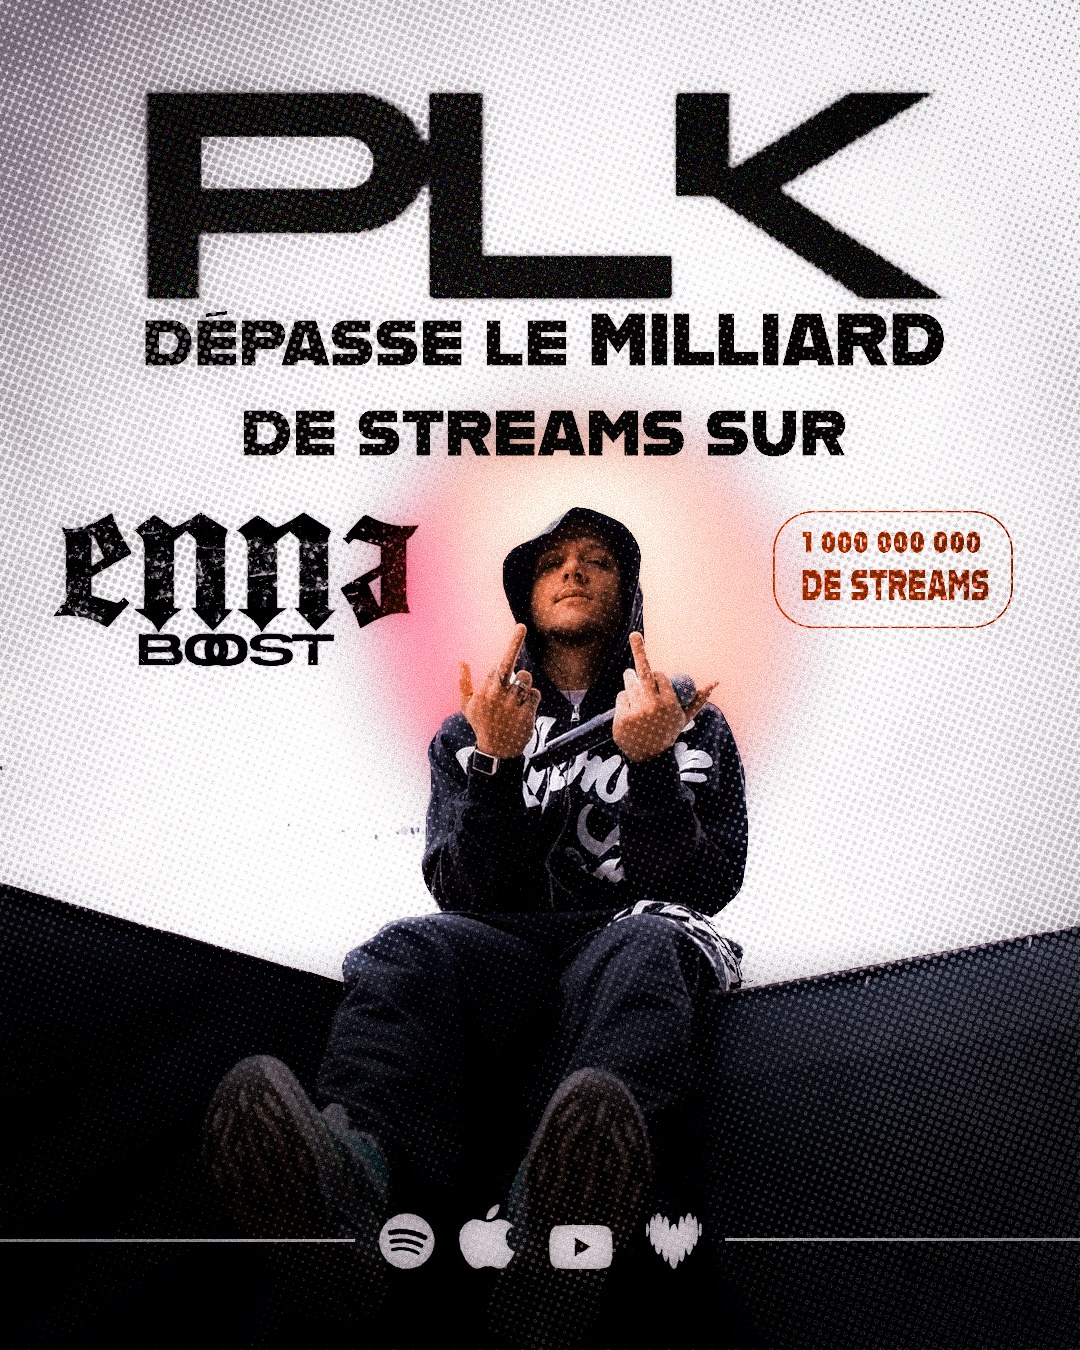 PLK
DÉPASSE LE MILLIARD
DE STREAMS SUR
enna
BOOST
1 000 000 000
DE STREAMS